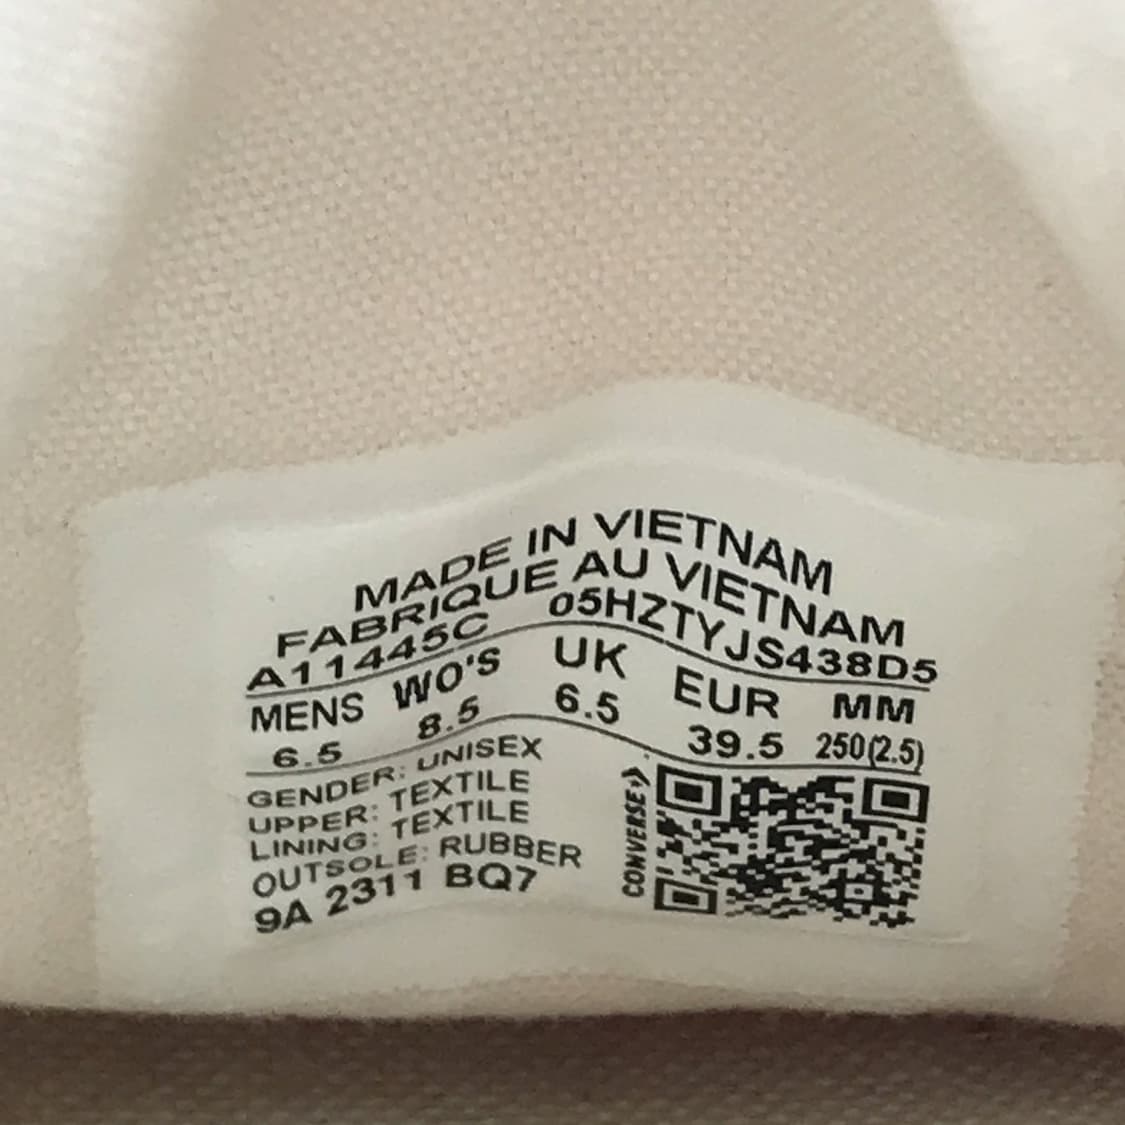 MADE IN VIETNAM
FABRIQUE AU VIETNAM
A11445C 05HZTYJS438D5
MENS WO'S UK EUR MM
6.5 8.5 6.5 39.5 250(2.5)
GENDER: UNISEX
UPPER: TEXTILE
LINING: TEXTILE
OUTSOLE: RUBBER
9A 2311 BQ7
CONVERSE